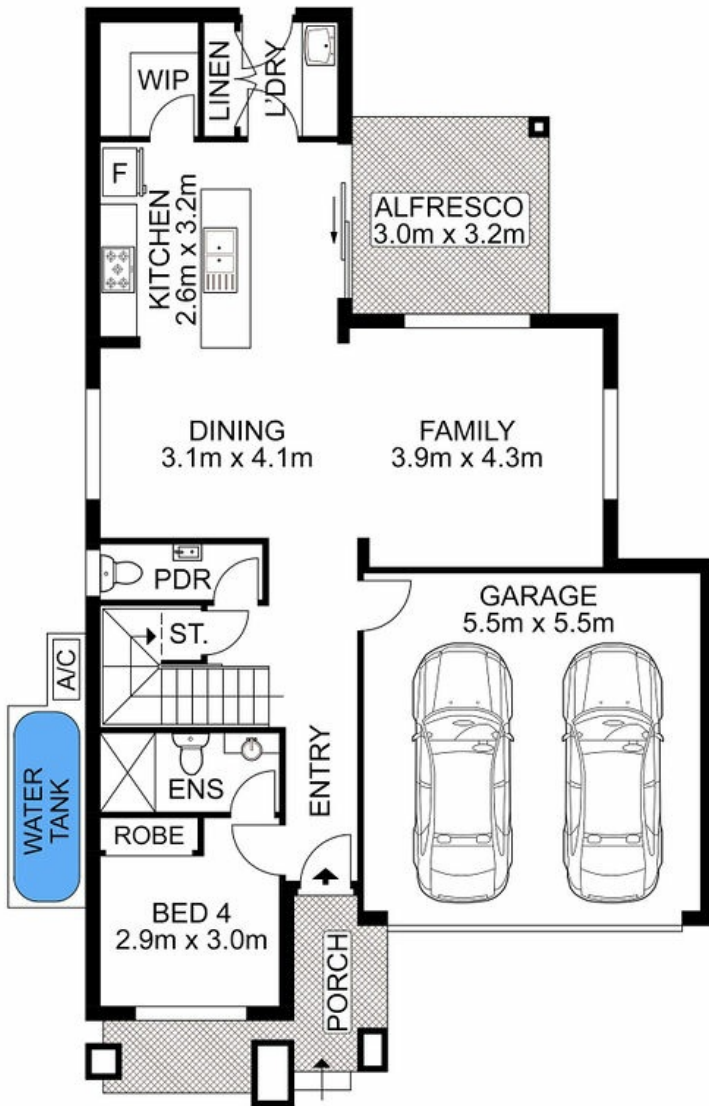 WIP
LINEN
L'DRY
F
KITCHEN
2.6m x 3.2m
ALFRESCO
3.0m x 3.2m
DINING
3.1m x 4.1m
FAMILY
3.9m x 4.3m
PDR
ST.
GARAGE
5.5m x 5.5m
A/C
WATER
TANK
ENS
ENTRY
ROBE
BED 4
2.9m x 3.0m
PORCH